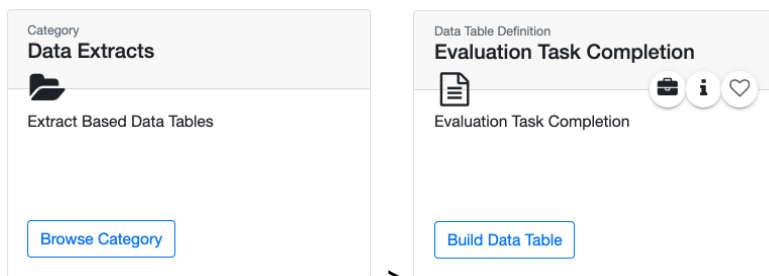 Category
Data Extracts
Extract Based Data Tables
Browse Category
>
Data Table Definition
Evaluation Task Completion
Evaluation Task Completion
Build Data Table